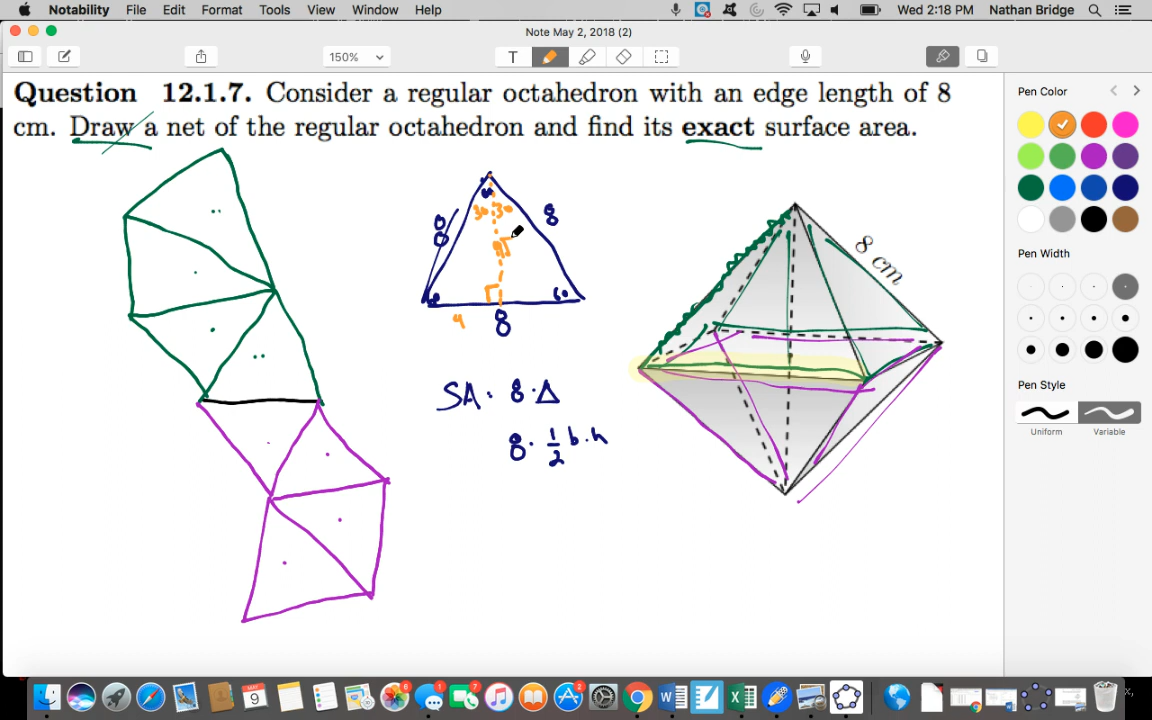 Notability File Edit Format Tools View Window Help Wed 2:18 PM Nathan Bridge
Note May 2, 2018 (2)
150% T
Question 12.1.7. Consider a regular octahedron with an edge length of 8
cm. Draw a net of the regular octahedron and find its exact surface area.
Pen Color
Pen Width
Pen Style
Uniform Variable
8 cm
30 30
8 8
60
4 8
SA = 8 · Δ
8 · 1/2 b · h
MAY
9